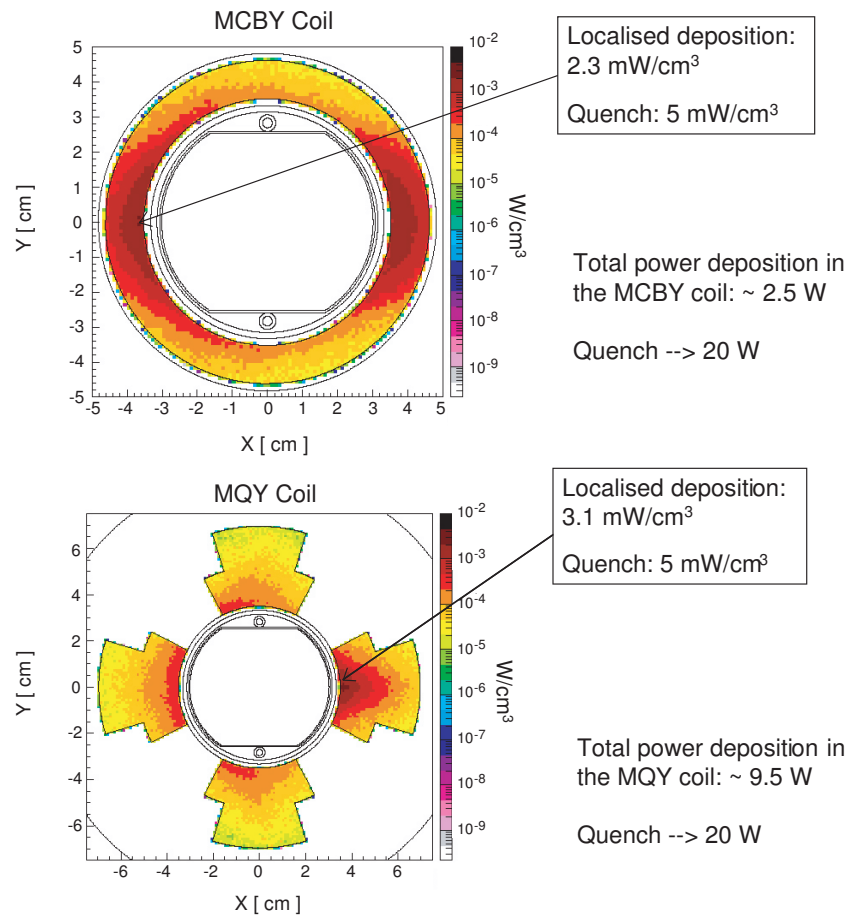 MCBY Coil
5
4
3
2
1
0
-1
-2
-3
-4
-5
Y [ cm ]
-5 -4 -3 -2 -1 0 1 2 3 4 5
X [ cm ]
10-2
10-3
10-4
10-5
10-6
10-7
10-8
10-9
W/cm3
Localised deposition:
2.3 mW/cm3
Quench: 5 mW/cm3
Total power deposition in
the MCBY coil: ~ 2.5 W
Quench --> 20 W
MQY Coil
6
4
2
0
-2
-4
-6
Y [ cm ]
-6 -4 -2 0 2 4 6
X [ cm ]
10-2
10-3
10-4
10-5
10-6
10-7
10-8
10-9
W/cm3
Localised deposition:
3.1 mW/cm3
Quench: 5 mW/cm3
Total power deposition in
the MQY coil: ~ 9.5 W
Quench --> 20 W